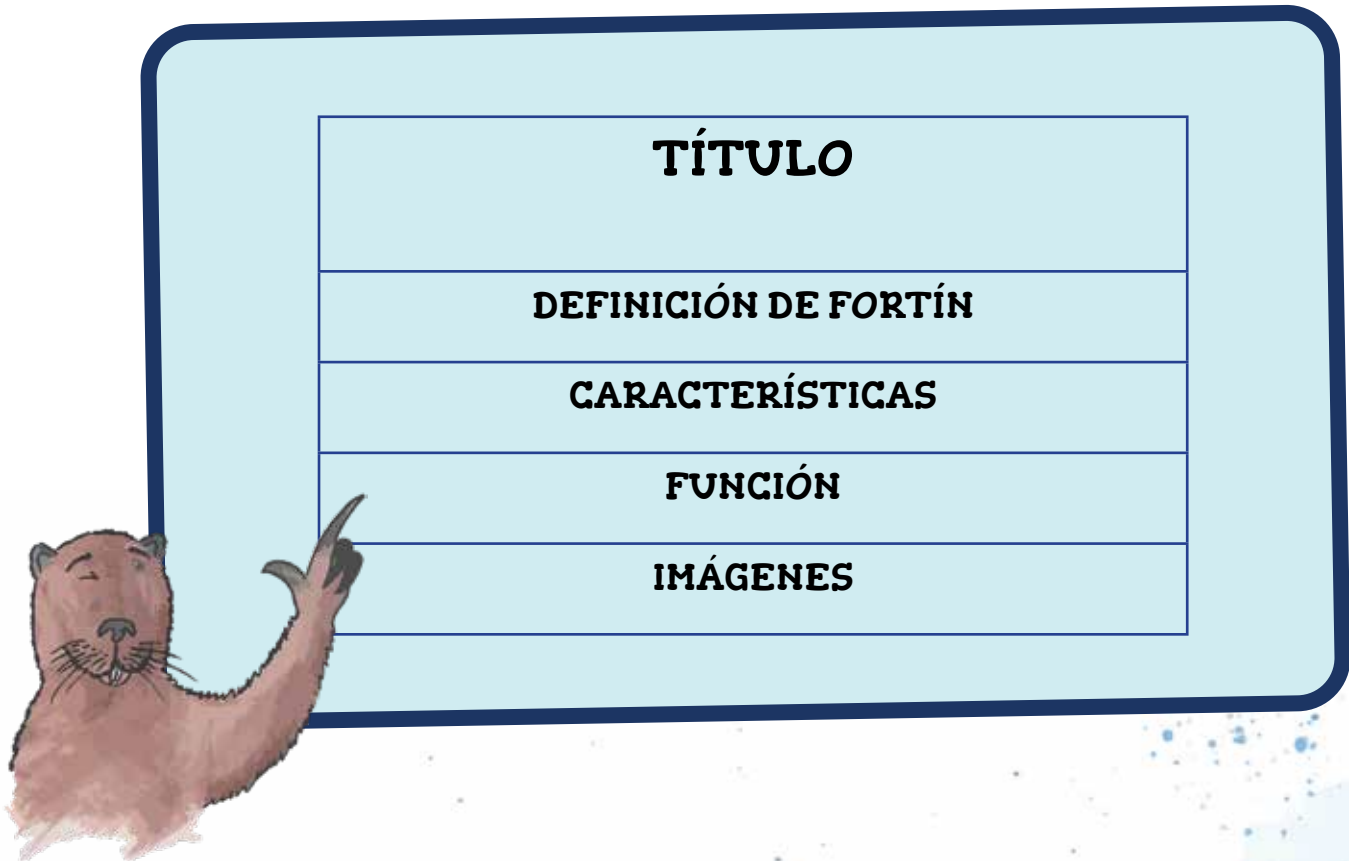 TÍTULO
DEFINICIÓN DE FORTÍN
CARACTERÍSTICAS
FUNCIÓN
IMÁGENES